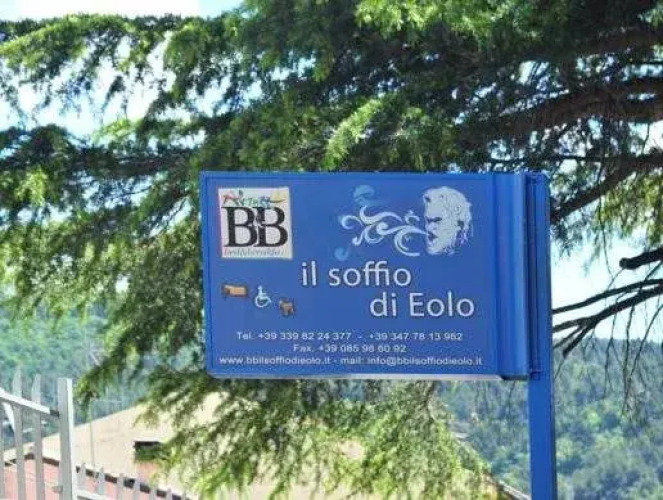 B&B
il soffio
di Eolo
Tel. +39 339 82 24 377 - +39 347 78 13 982
Fax. +39 085 98 60 92
www.bbilsoffiodieolo.it - mail: info@bbilsoffiodieolo.it